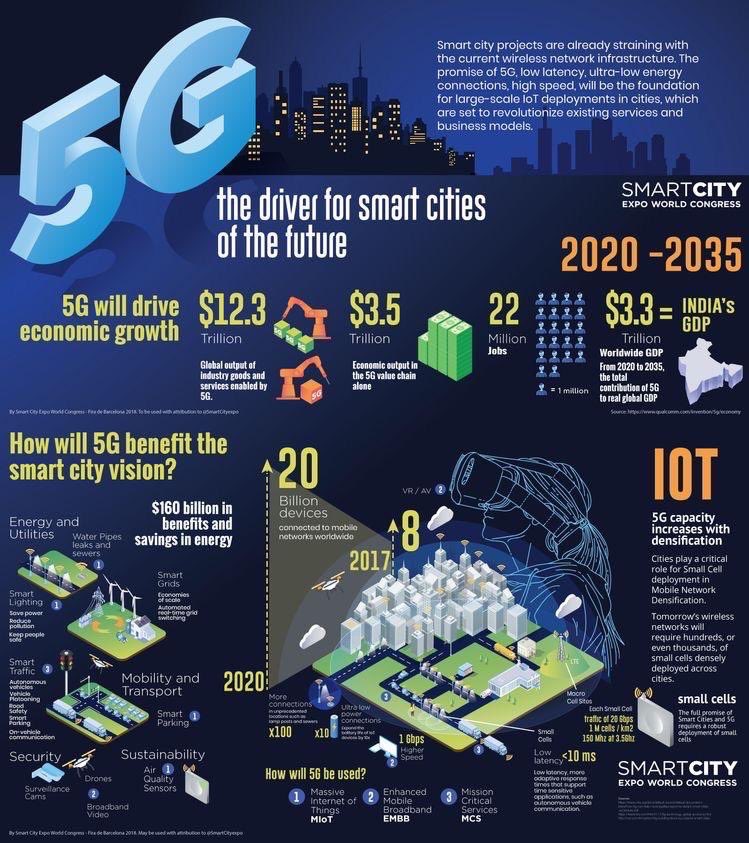 5G
Smart city projects are already straining with
the current wireless network infrastructure. The
promise of 5G, low latency, ultra-low energy
connections, high speed, will be the foundation
for large-scale IoT deployments in cities, which
are set to revolutionize existing services and
business models.
the driver for smart cities
of the future
SMARTCITY
EXPO WORLD CONGRESS
2020 -2035
5G will drive
economic growth
$12.3
Trillion
Global output of
industry goods and
services enabled by
5G.
5G
5G
5G
5G
$3.5
Trillion
Economic output in
the 5G value chain
alone
22
Million
Jobs
= 1 million
$3.3 =
Trillion
Worldwide GDP
From 2020 to 2035,
the total
contribution of 5G
to real global GDP
INDIA'S
GDP
By Smart City Expo World Congress - Fira de Barcelona 2018. To be used with attribution to @SmartCityexpo
Source: https://www.qualcomm.com/invention/5g/economy
How will 5G benefit the
smart city vision?
$160 billion in
benefits and
savings in energy
Energy and
Utilities
Water Pipes
leaks and
sewers
1
Smart
Lighting
1
Save power
Reduce
pollution
Keep people
safe
Smart
Grids
Economies
of scale
Automated
real-time grid
switching
Smart
Traffic
3
Autonomous
vehicles
Vehicle
Platooning
Road
Safety
Smart
Parking
On-vehicle
communication
Mobility and
Transport
Smart
Parking
1
Security
Surveillance
Cams
Drones
2
Broadband
Video
Sustainability
Air
Quality
Sensors
1
20
Billion
devices
connected to mobile
networks worldwide
2017
8
2020
VR / AV
2
LTE
3
3
More
connections
in unprecedented
locations such as
lamp posts and sewers
x100
Ultra low
power
connections
Expand the
battery life of IoT
devices by 10x
x10
1 Gbps
Higher
Speed
2
Small
Cells
Macro
Cell Sites
Each Small Cell
traffic of 20 Gbps
1 M cells / km2
150 Mhz at 3.5Ghz
Low
latency
<10 ms
Low latency, more
adaptive response
times that support
time sensitive
applications, such as
autonomous vehicle
communication.
How will 5G be used?
1
Massive
Internet of
Things
MIoT
2
Enhanced
Mobile
Broadband
EMBB
3
Mission
Critical
Services
MCS
IOT
5G capacity
increases with
densification
Cities play a critical
role for Small Cell
deployment in
Mobile Network
Densification.
Tomorrow's wireless
networks will
require hundreds, or
even thousands, of
small cells densely
deployed across
cities.
small cells
The full promise of
Smart Cities and 5G
requires a robust
deployment of small
cells
SMARTCITY
EXPO WORLD CONGRESS
By Smart City Expo World Congress - Fira de Barcelona 2018. May be used with attribution to @SmartCityexpo